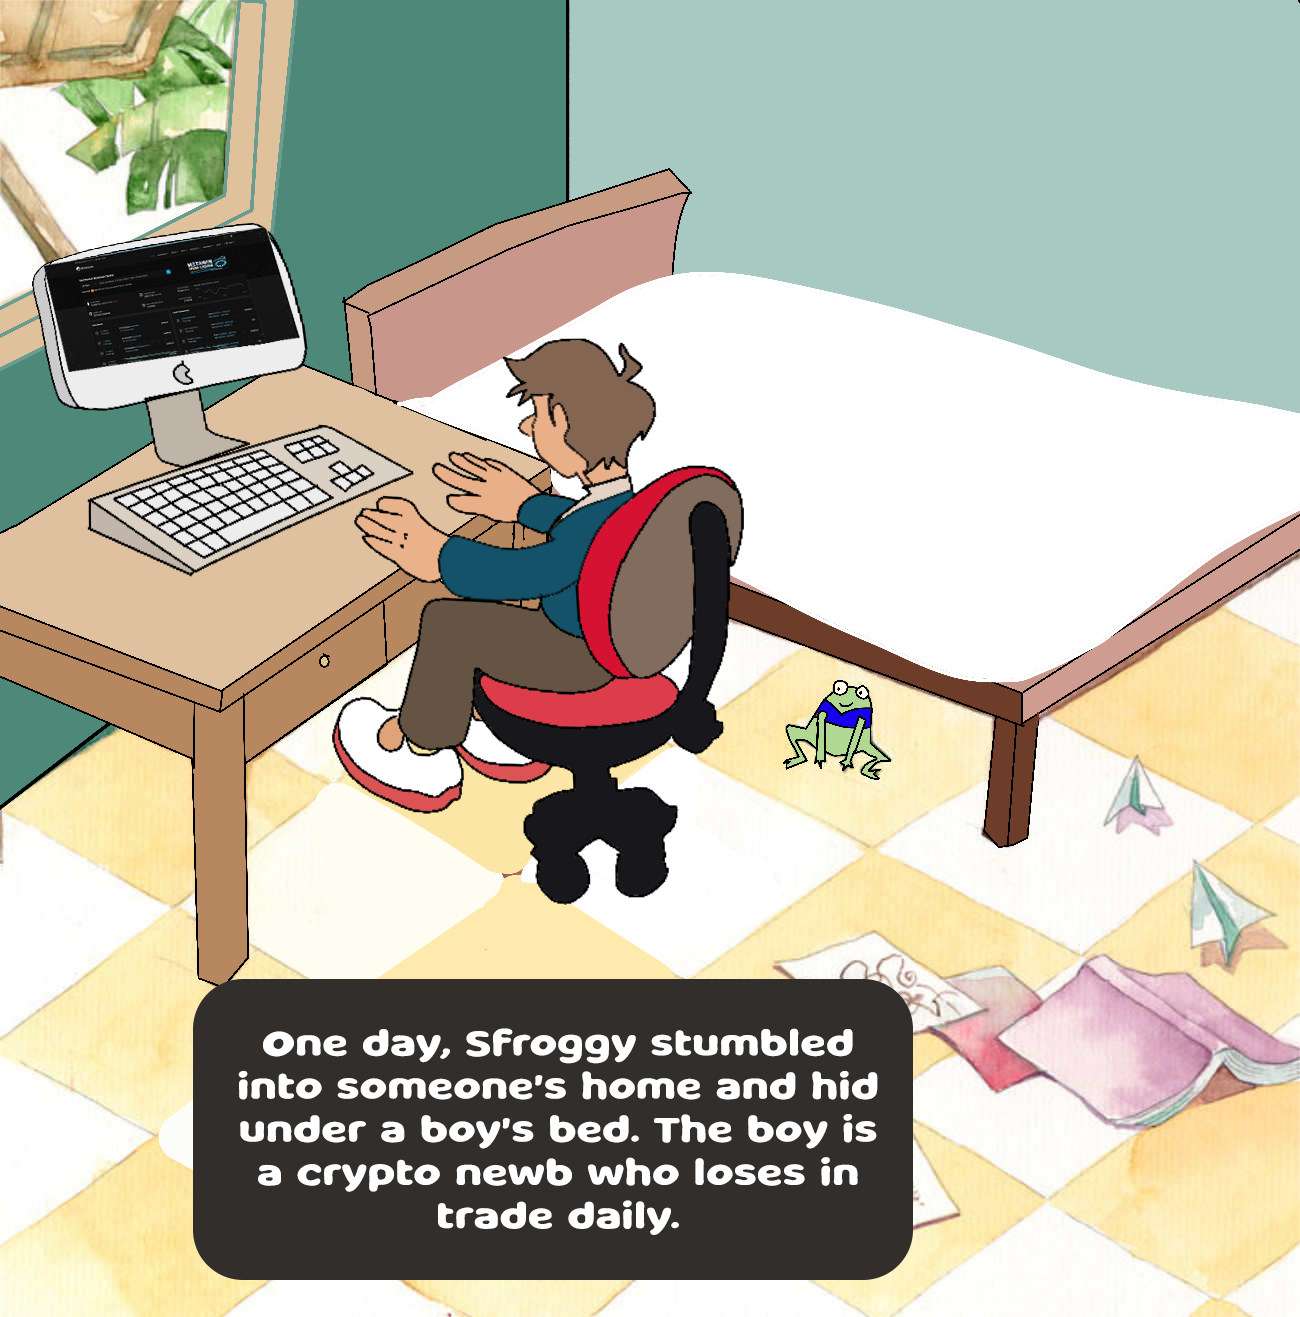 One day, Sfroggy stumbled
into someone's home and hid
under a boy's bed. The boy is
a crypto newb who loses in
trade daily.